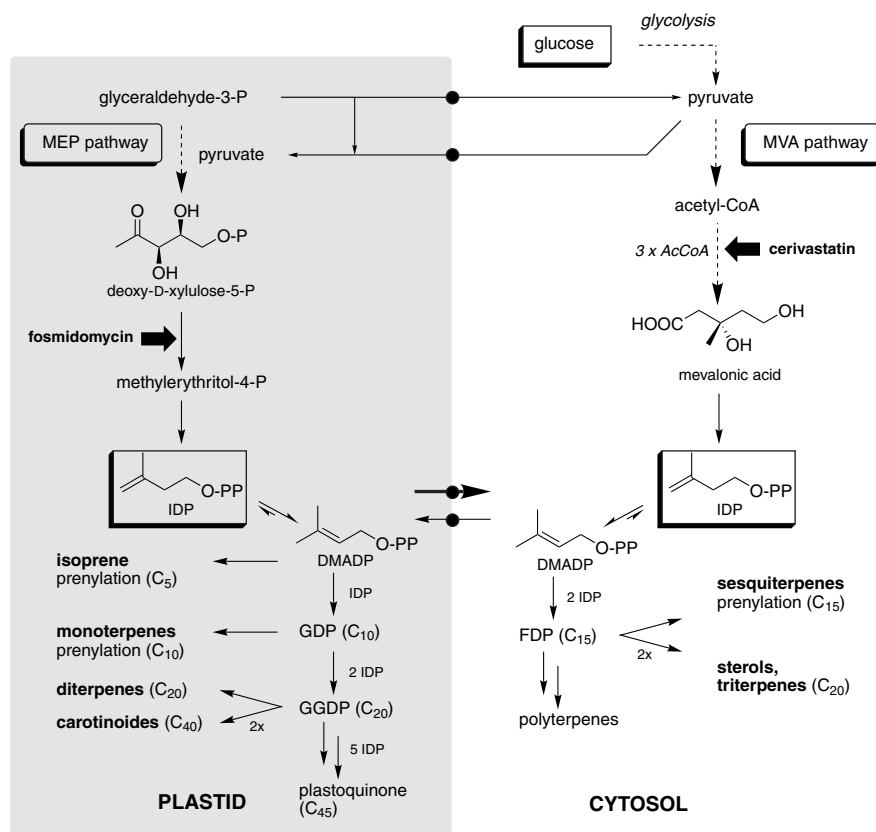 glycolysis
glucose
glyceraldehyde-3-P
pyruvate
MEP pathway
pyruvate
MVA pathway
O
OH
O-P
OH
deoxy-D-xylulose-5-P
acetyl-CoA
3 x AcCoA
cerivastatin
fosmidomycin
HOOC
OH
OH
mevalonic acid
methylerythritol-4-P
O-PP
IDP
O-PP
IDP
O-PP
DMADP
O-PP
DMADP
isoprene
prenylation (C5)
IDP
2 IDP
sesquiterpenes
prenylation (C15)
monoterpenes
prenylation (C10)
GDP (C10)
FDP (C15)
2x
2 IDP
sterols,
triterpenes (C20)
diterpenes (C20)
carotinoides (C40)
2x
GGDP (C20)
polyterpenes
5 IDP
plastoquinone
(C45)
PLASTID
CYTOSOL